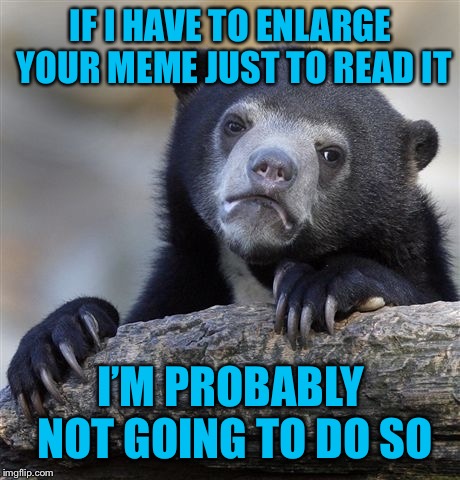 IF I HAVE TO ENLARGE
YOUR MEME JUST TO READ IT
I'M PROBABLY
NOT GOING TO DO SO
imgflip.com